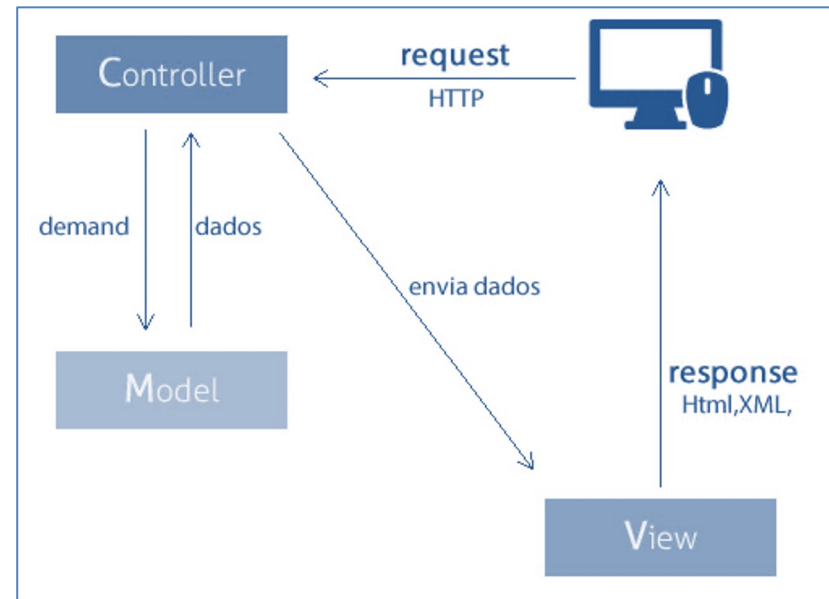 Controller
request
HTTP
demand
dados
envia dados
Model
response
Html,XML,
View